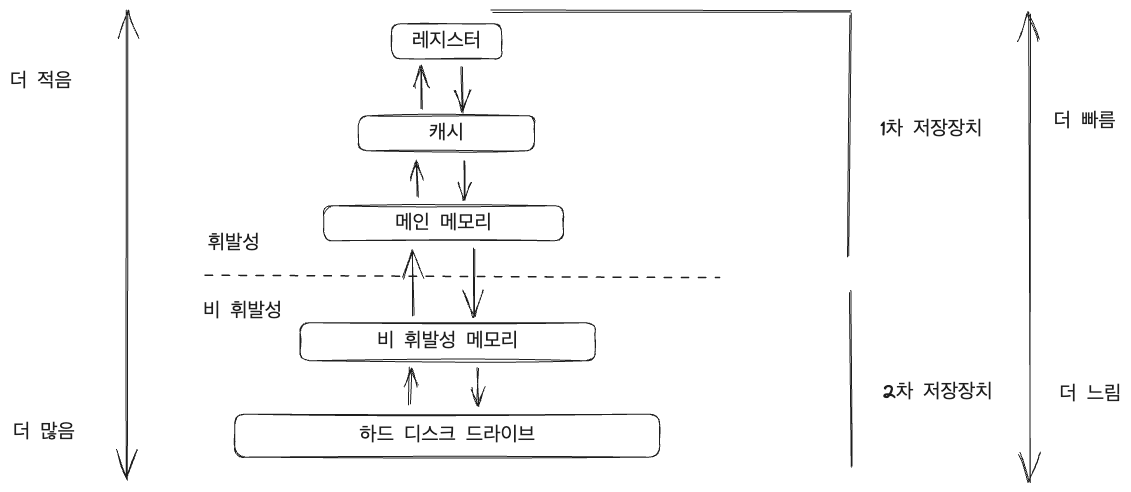 레지스터
더 적음
캐시
1차 저장장치
더 빠름
메인 메모리
휘발성
비 휘발성
비 휘발성 메모리
2차 저장장치
더 느림
더 많음
하드 디스크 드라이브